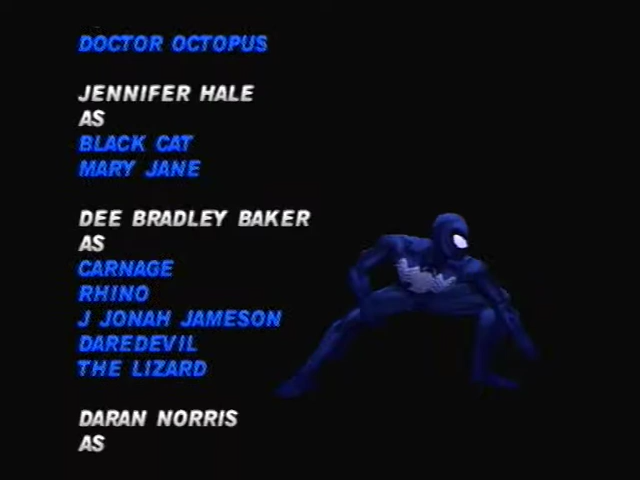 DOCTOR OCTOPUS
JENNIFER HALE
AS
BLACK CAT
MARY JANE
DEE BRADLEY BAKER
AS
CARNAGE
RHINO
J JONAH JAMESON
DAREDEVIL
THE LIZARD
DARAN NORRIS
AS